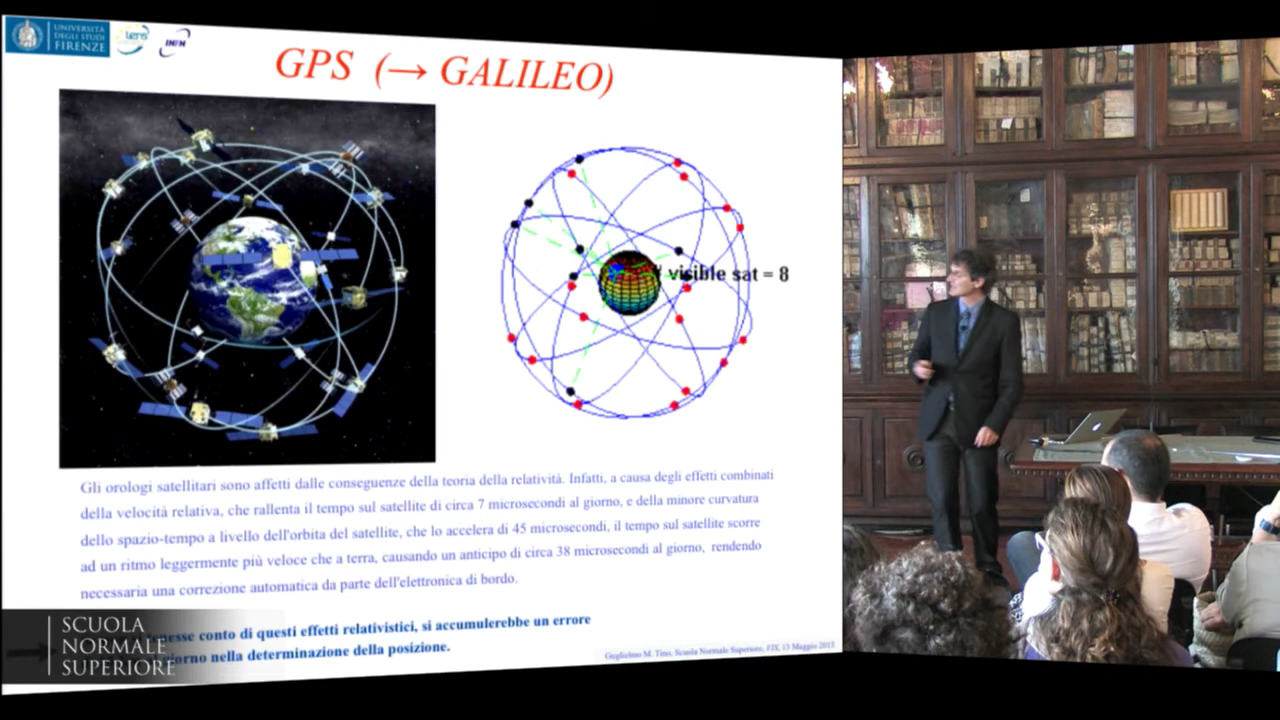 UNIVERSITÀ
DEGLI STUDI
FIRENZE
lens
INFN
GPS (→ GALILEO)
visible sat = 8
Gli orologi satellitari sono affetti dalle conseguenze della teoria della relatività. Infatti, a causa degli effetti combinati
della velocità relativa, che rallenta il tempo sul satellite di circa 7 microsecondi al giorno, e della minore curvatura
dello spazio-tempo a livello dell'orbita del satellite, che lo accelera di 45 microsecondi, il tempo sul satellite scorre
ad un ritmo leggermente più veloce che a terra, causando un anticipo di circa 38 microsecondi al giorno, rendendo
necessaria una correzione automatica da parte dell'elettronica di bordo.
conto di questi effetti relativistici, si accumulerebbe un errore
nella determinazione della posizione.
Guglielmo M. Tino, Scuola Normale Superiore, 13 Maggio 2015
SCUOLA
NORMALE
SUPERIORE